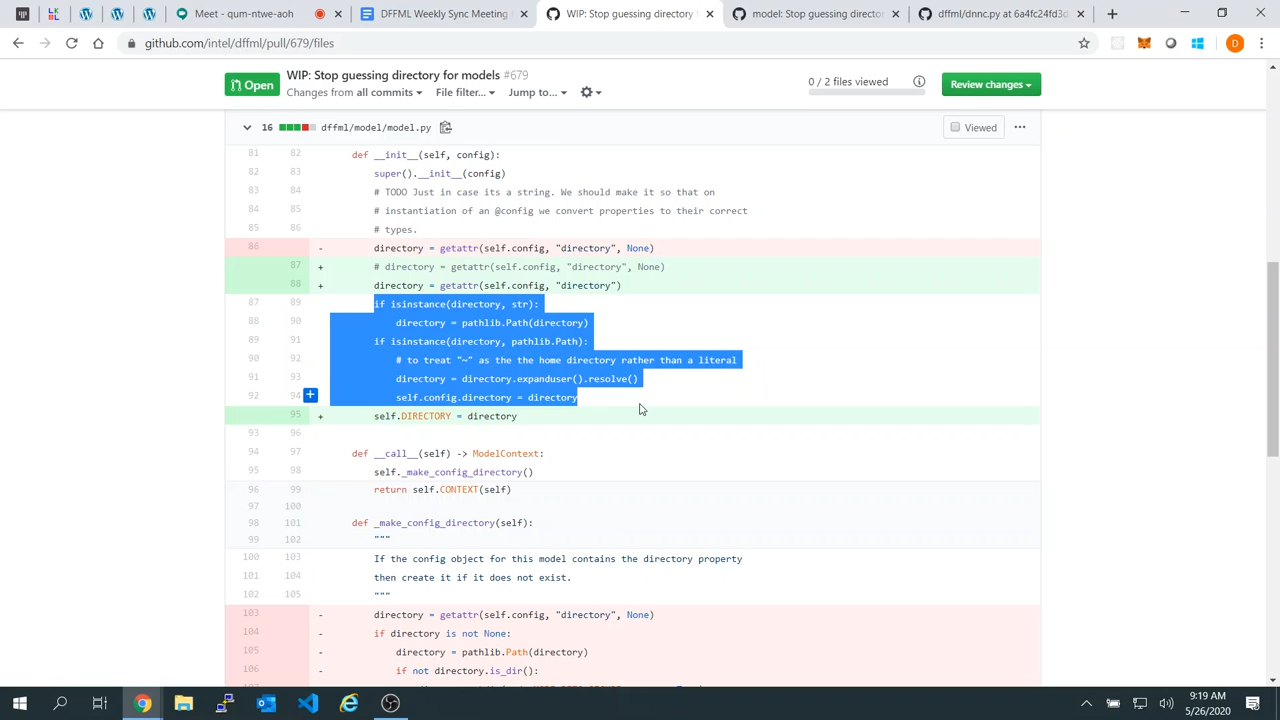 Meet - qum-ntwe-aoh
DFFML Weekly Sync Meeting
WIP: Stop guessing directory
model: Stop guessing directory
dffml/dnnc.py at 6a4fc24fd3d
github.com/intel/dffml/pull/679/files
D
Open
WIP: Stop guessing directory for models #679
Changes from all commits
File filter...
Jump to...
0 / 2 files viewed
Review changes
16
dffml/model/model.py
Viewed
81 82 def __init__(self, config):
82 83 super().__init__(config)
83 84 # TODO Just in case its a string. We should make it so that on
84 85 # instantiation of an @config we convert properties to their correct
85 86 # types.
86 - directory = getattr(self.config, "directory", None)
87 + # directory = getattr(self.config, "directory", None)
88 + directory = getattr(self.config, "directory")
87 89 if isinstance(directory, str):
88 90 directory = pathlib.Path(directory)
89 91 if isinstance(directory, pathlib.Path):
90 92 # to treat "~" as the the home directory rather than a literal
91 93 directory = directory.expanduser().resolve()
92 94 self.config.directory = directory
95 + self.DIRECTORY = directory
93 96
94 97 def __call__(self) -> ModelContext:
95 98 self._make_config_directory()
96 99 return self.CONTEXT(self)
97 100
98 101 def _make_config_directory(self):
99 102 """
100 103 If the config object for this model contains the directory property
101 104 then create it if it does not exist.
102 105 """
103 - directory = getattr(self.config, "directory", None)
104 - if directory is not None:
105 - directory = pathlib.Path(directory)
106 - if not directory.is_dir():
9:19 AM
5/26/2020